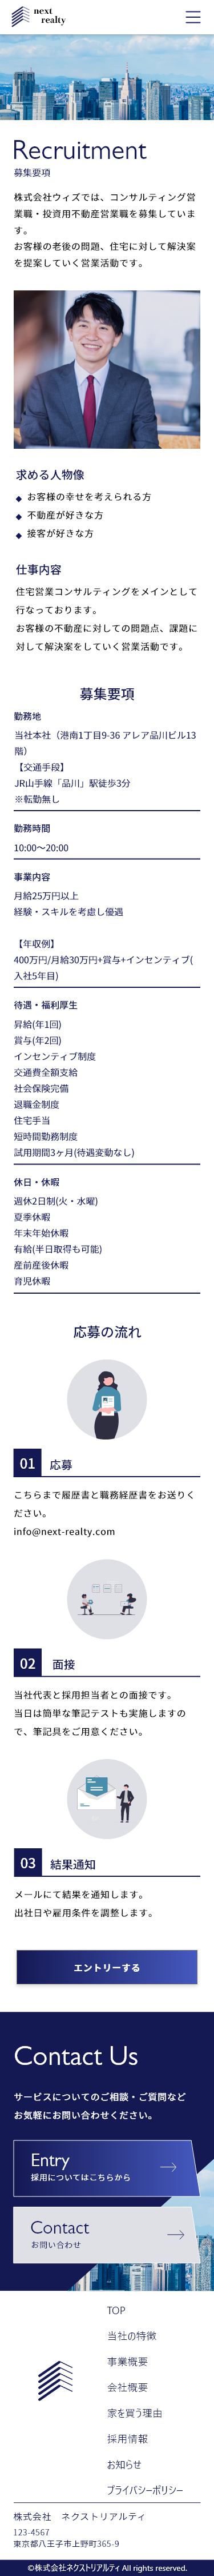 next
realty
Recruitment
募集要項
株式会社ウィズでは、コンサルティング営
業職・投資用不動産営業職を募集していま
す。
お客様の老後の問題、住宅に対して解決案
を提案していく営業活動です。
求める人物像
お客様の幸せを考えられる方
不動産が好きな方
接客が好きな方
仕事内容
住宅営業コンサルティングをメインとして
行なっております。
お客様の不動産に対しての問題点、課題に
対して解決案をしていく営業活動です。
募集要項
勤務地
当社本社（港南1丁目9-36 アレア品川ビル13
階）
【交通手段】
JR山手線「品川」駅徒歩3分
※転勤無し
勤務時間
10:00〜20:00
事業内容
月給25万円以上
経験・スキルを考慮し優遇
【年収例】
400万円/月給30万円+賞与+インセンティブ(
入社5年目)
待遇・福利厚生
昇給(年1回)
賞与(年2回)
インセンティブ制度
交通費全額支給
社会保険完備
退職金制度
住宅手当
短時間勤務制度
試用期間3ヶ月(待遇変動なし)
休日・休暇
週休2日制(火・水曜)
夏季休暇
年末年始休暇
有給(半日取得も可能)
産前産後休暇
育児休暇
応募の流れ
01 応募
こちらまで履歴書と職務経歴書をお送りく
ださい。
info@next-realty.com
02 面接
当社代表と採用担当者との面接です。
当日は簡単な筆記テストも実施しますの
で、筆記具をご用意ください。
03 結果通知
メールにて結果を通知します。
出社日や雇用条件を調整します。
エントリーする
Contact Us
サービスについてのご相談・ご質問など
お気軽にお問い合わせください。
Entry
採用についてはこちらから
Contact
お問い合わせ
TOP
当社の特徴
事業概要
会社概要
家を買う理由
採用情報
お知らせ
プライバシーポリシー
株式会社　ネクストリアルティ
123-4567
東京都八王子市上野町365-9
©株式会社ネクストリアルティ All rights reserved.